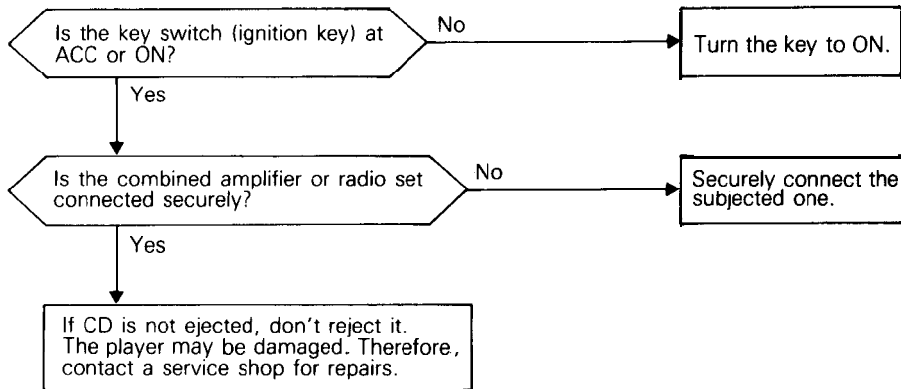 Is the key switch (ignition key) at
ACC or ON?
No
Turn the key to ON.
Yes
Is the combined amplifier or radio set
connected securely?
No
Securely connect the
subjected one.
Yes
If CD is not ejected, don't reject it.
The player may be damaged. Therefore,
contact a service shop for repairs.